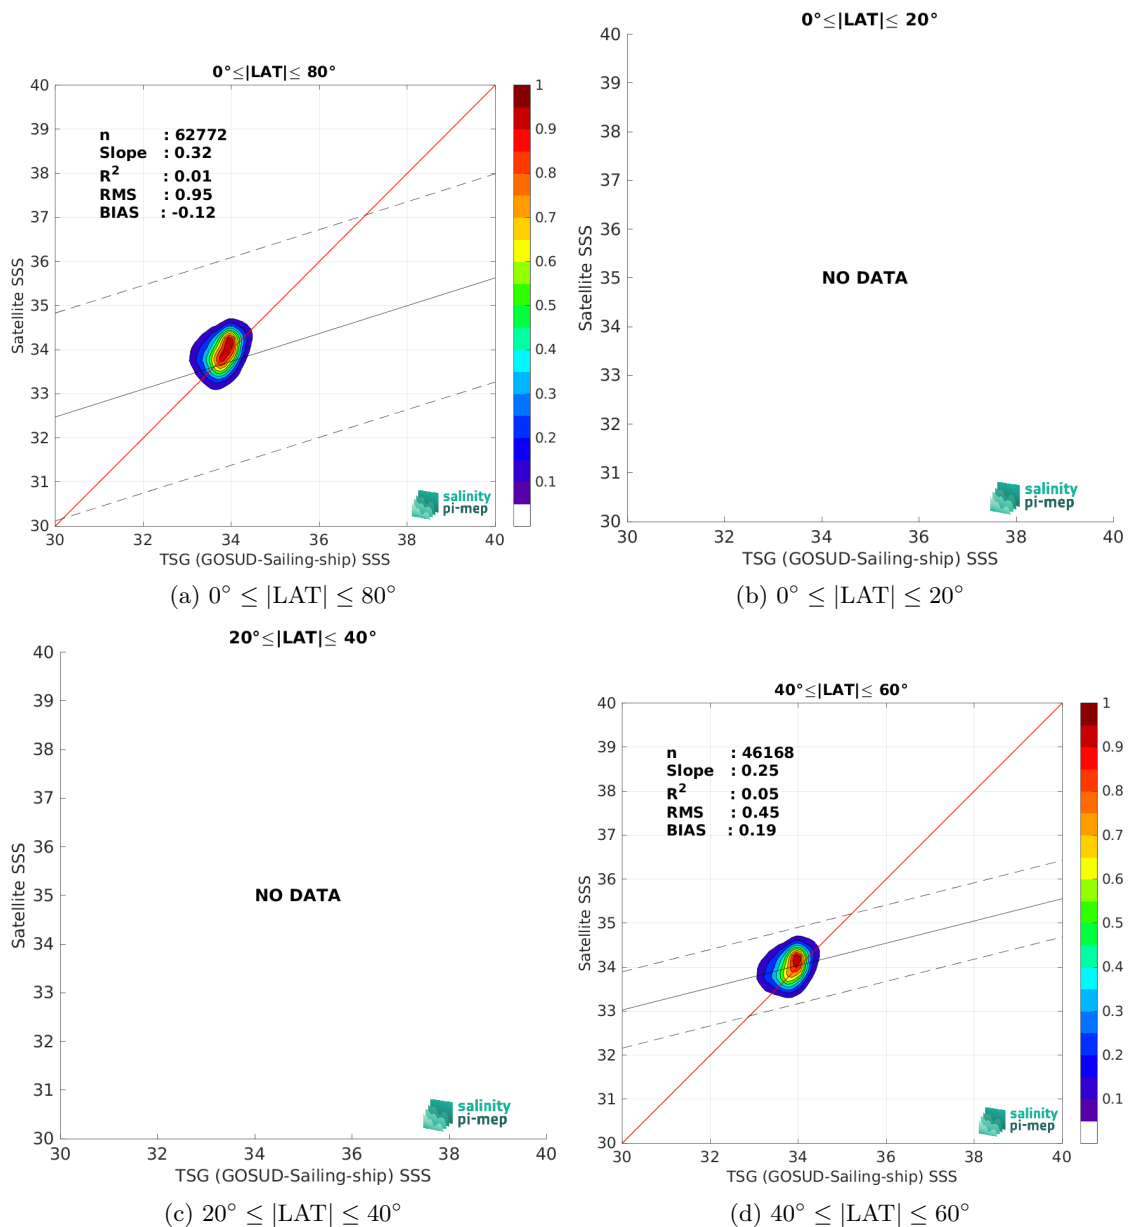 0°≤|LAT|≤ 80°
40
39
38
37
36
35
34
33
32
31
30
Satellite SSS
n : 62772
Slope : 0.32
R² : 0.01
RMS : 0.95
BIAS : -0.12
salinity
pi-mep
30 32 34 36 38 40
TSG (GOSUD-Sailing-ship) SSS
1
0.9
0.8
0.7
0.6
0.5
0.4
0.3
0.2
0.1
(a) 0° ≤ |LAT| ≤ 80°
0°≤|LAT|≤ 20°
40
39
38
37
36
35
34
33
32
31
30
Satellite SSS
NO DATA
salinity
pi-mep
30 32 34 36 38 40
TSG (GOSUD-Sailing-ship) SSS
(b) 0° ≤ |LAT| ≤ 20°
20°≤|LAT|≤ 40°
40
39
38
37
36
35
34
33
32
31
30
Satellite SSS
NO DATA
salinity
pi-mep
30 32 34 36 38 40
TSG (GOSUD-Sailing-ship) SSS
(c) 20° ≤ |LAT| ≤ 40°
40°≤|LAT|≤ 60°
40
39
38
37
36
35
34
33
32
31
30
Satellite SSS
n : 46168
Slope : 0.25
R² : 0.05
RMS : 0.45
BIAS : 0.19
salinity
pi-mep
30 32 34 36 38 40
TSG (GOSUD-Sailing-ship) SSS
1
0.9
0.8
0.7
0.6
0.5
0.4
0.3
0.2
0.1
(d) 40° ≤ |LAT| ≤ 60°